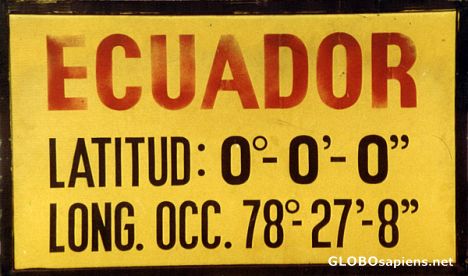 ECUADOR
LATITUD: 0°-0'-0"
LONG. OCC. 78°-27'-8"
GLOBOsapiens.net